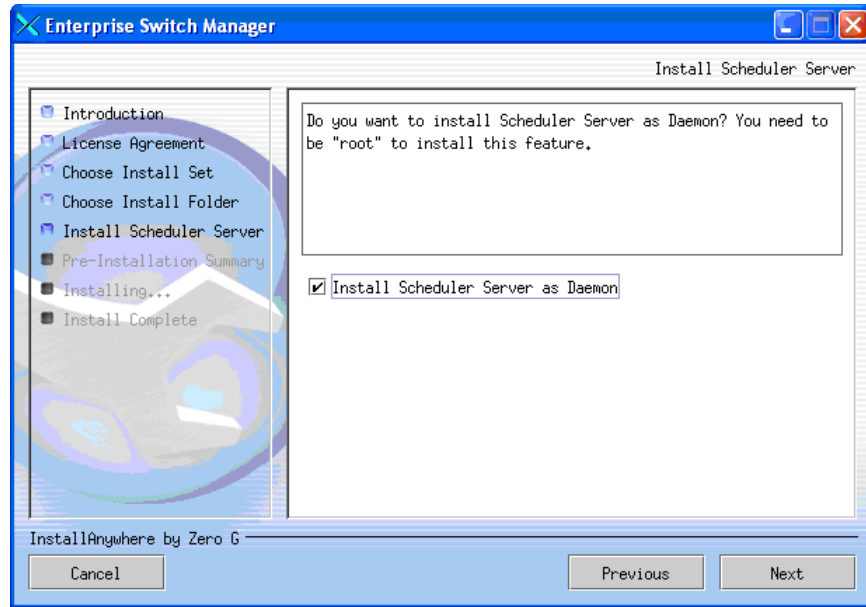 Enterprise Switch Manager
Install Scheduler Server
Introduction
License Agreement
Choose Install Set
Choose Install Folder
Install Scheduler Server
Pre-Installation Summary
Installing...
Install Complete
Do you want to install Scheduler Server as Daemon? You need to
be "root" to install this feature.
Install Scheduler Server as Daemon
InstallAnywhere by Zero G
Cancel
Previous
Next